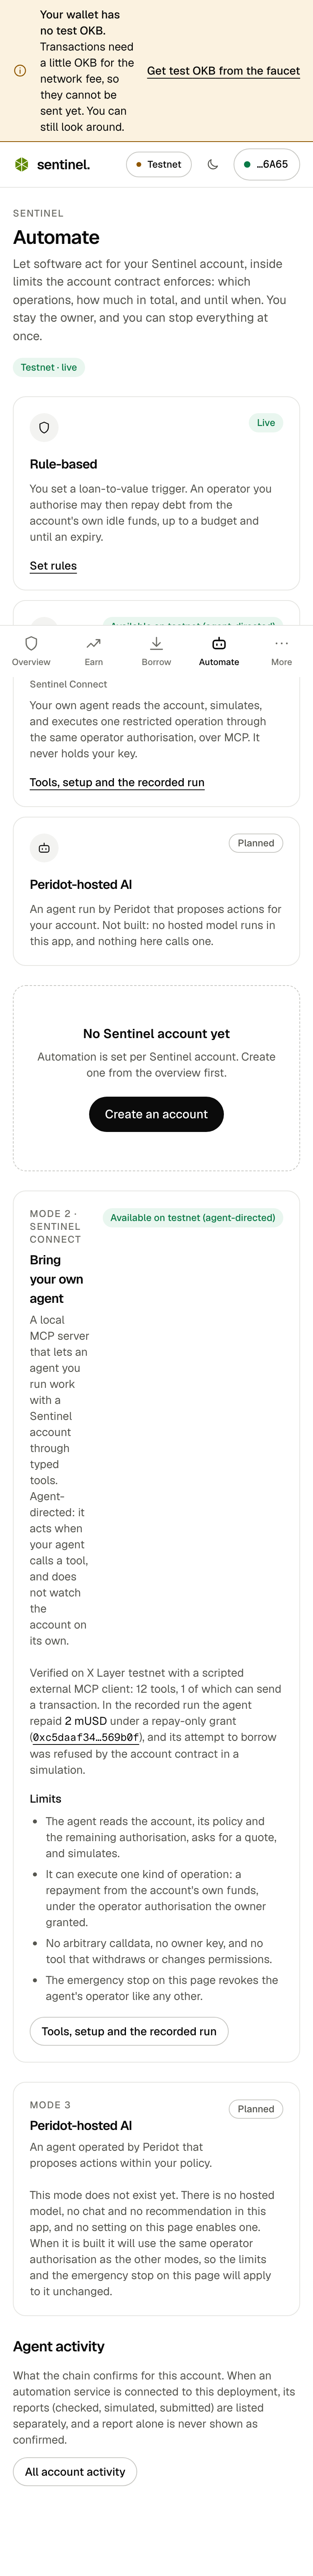 Your wallet has
no test OKB.
Transactions need
a little OKB for the
network fee, so
they cannot be
sent yet. You can
still look around.
Get test OKB from the faucet
sentinel.
Testnet
…6A65
SENTINEL
Automate
Let software act for your Sentinel account, inside
limits the account contract enforces: which
operations, how much in total, and until when. You
stay the owner, and you can stop everything at
once.
Testnet · live
Live
Rule-based
You set a loan-to-value trigger. An operator you
authorise may then repay debt from the
account's own idle funds, up to a budget and
until an expiry.
Set rules
Overview
Earn
Borrow
Automate
More
Sentinel Connect
Your own agent reads the account, simulates,
and executes one restricted operation through
the same operator authorisation, over MCP. It
never holds your key.
Tools, setup and the recorded run
Planned
Peridot-hosted AI
An agent run by Peridot that proposes actions for
your account. Not built: no hosted model runs in
this app, and nothing here calls one.
No Sentinel account yet
Automation is set per Sentinel account. Create
one from the overview first.
Create an account
MODE 2 ·
SENTINEL
CONNECT
Available on testnet (agent-directed)
Bring
your own
agent
A local
MCP server
that lets an
agent you
run work
with a
Sentinel
account
through
typed
tools.
Agent-
directed: it
acts when
your agent
calls a tool,
and does
not watch
the
account on
its own.
Verified on X Layer testnet with a scripted
external MCP client: 12 tools, 1 of which can send
a transaction. In the recorded run the agent
repaid 2 mUSD under a repay-only grant
(0xc5daaf34…569b0f), and its attempt to borrow
was refused by the account contract in a
simulation.
Limits
• The agent reads the account, its policy and
the remaining authorisation, asks for a quote,
and simulates.
• It can execute one kind of operation: a
repayment from the account's own funds,
under the operator authorisation the owner
granted.
• No arbitrary calldata, no owner key, and no
tool that withdraws or changes permissions.
• The emergency stop on this page revokes the
agent's operator like any other.
Tools, setup and the recorded run
MODE 3
Planned
Peridot-hosted AI
An agent operated by Peridot that
proposes actions within your policy.
This mode does not exist yet. There is no hosted
model, no chat and no recommendation in this
app, and no setting on this page enables one.
When it is built it will use the same operator
authorisation as the other modes, so the limits
and the emergency stop on this page will apply
to it unchanged.
Agent activity
What the chain confirms for this account. When an
automation service is connected to this deployment, its
reports (checked, simulated, submitted) are listed
separately, and a report alone is never shown as
confirmed.
All account activity